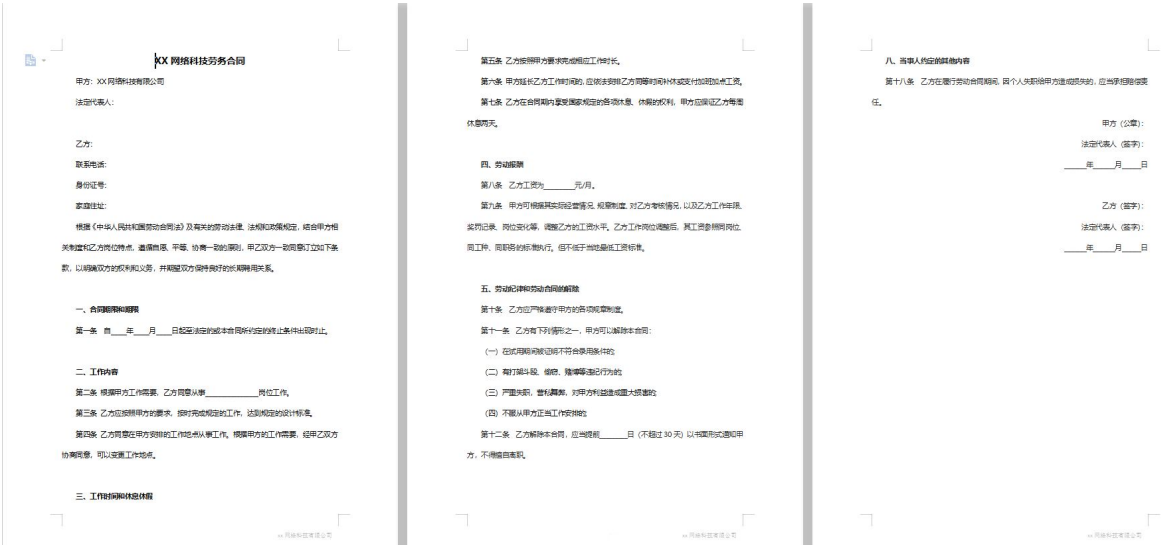 XX 网络科技劳务合同
甲方：XX 网络科技有限公司
法定代表人：
乙方：
联系电话：
身份证号：
家庭住址：
根据《中华人民共和国劳动合同法》及有关的劳动法律、法规和政策规定，结合甲方相
关制度和乙方岗位特点，遵循自愿、平等、协商一致的原则，甲乙双方一致同意订立如下条
款，以明确双方的权利和义务，并期望双方保持良好的长期聘用关系。
一、合同期限和期限
第一条 自____年____月____日起至法定的或本合同所约定的终止条件出现时止。
二、工作内容
第二条 根据甲方工作需要，乙方同意从事______________岗位工作。
第三条 乙方应按照甲方的要求，按时完成规定的工作，达到规定的设计标准。
第四条 乙方同意在甲方安排的工作地点从事工作。根据甲方的工作需要，经甲乙双方
协商同意，可以变更工作地点。
三、工作时间和休息休假
xx 网络科技有限公司
第五条 乙方按照甲方要求完成相应工作时长。
第六条 甲方延长乙方工作时间的，应依法安排乙方同等时间补休或支付加班加点工资。
第七条 乙方在合同期内享受国家规定的各项休息、休假的权利，甲方应保证乙方每周
休息两天。
四、劳动报酬
第八条 乙方工资为________元/月。
第九条 甲方可根据其实际经营情况、规章制度、对乙方考核情况，以及乙方工作年限、
奖罚记录、岗位变化等，调整乙方的工资水平。乙方工作岗位调整后，其工资参照同岗位、
同工种、同职务的标准执行。但不低于当地最低工资标准。
五、劳动纪律和劳动合同的解除
第十条 乙方应严格遵守甲方的各项规章制度。
第十一条 乙方有下列情形之一，甲方可以解除本合同：
（一）在试用期间被证明不符合录用条件的;
（二）有打架斗殴、偷窃、赌博等违纪行为的;
（三）严重失职，营私舞弊，对甲方利益造成重大损害的;
（四）不服从甲方正当工作安排的;
第十二条 乙方解除本合同，应当提前_______日（不超过 30 天）以书面形式通知甲
方，不得擅自离职。
xx 网络科技有限公司
八、当事人约定的其他内容
第十八条 乙方在履行劳动合同期间，因个人失职给甲方造成损失的，应当承担赔偿责
任。
甲方（公章）：
法定代表人（签字）：
______年______月_____日
乙方（签字）：
法定代表人（签字）：
______年______月_____日
xx 网络科技有限公司